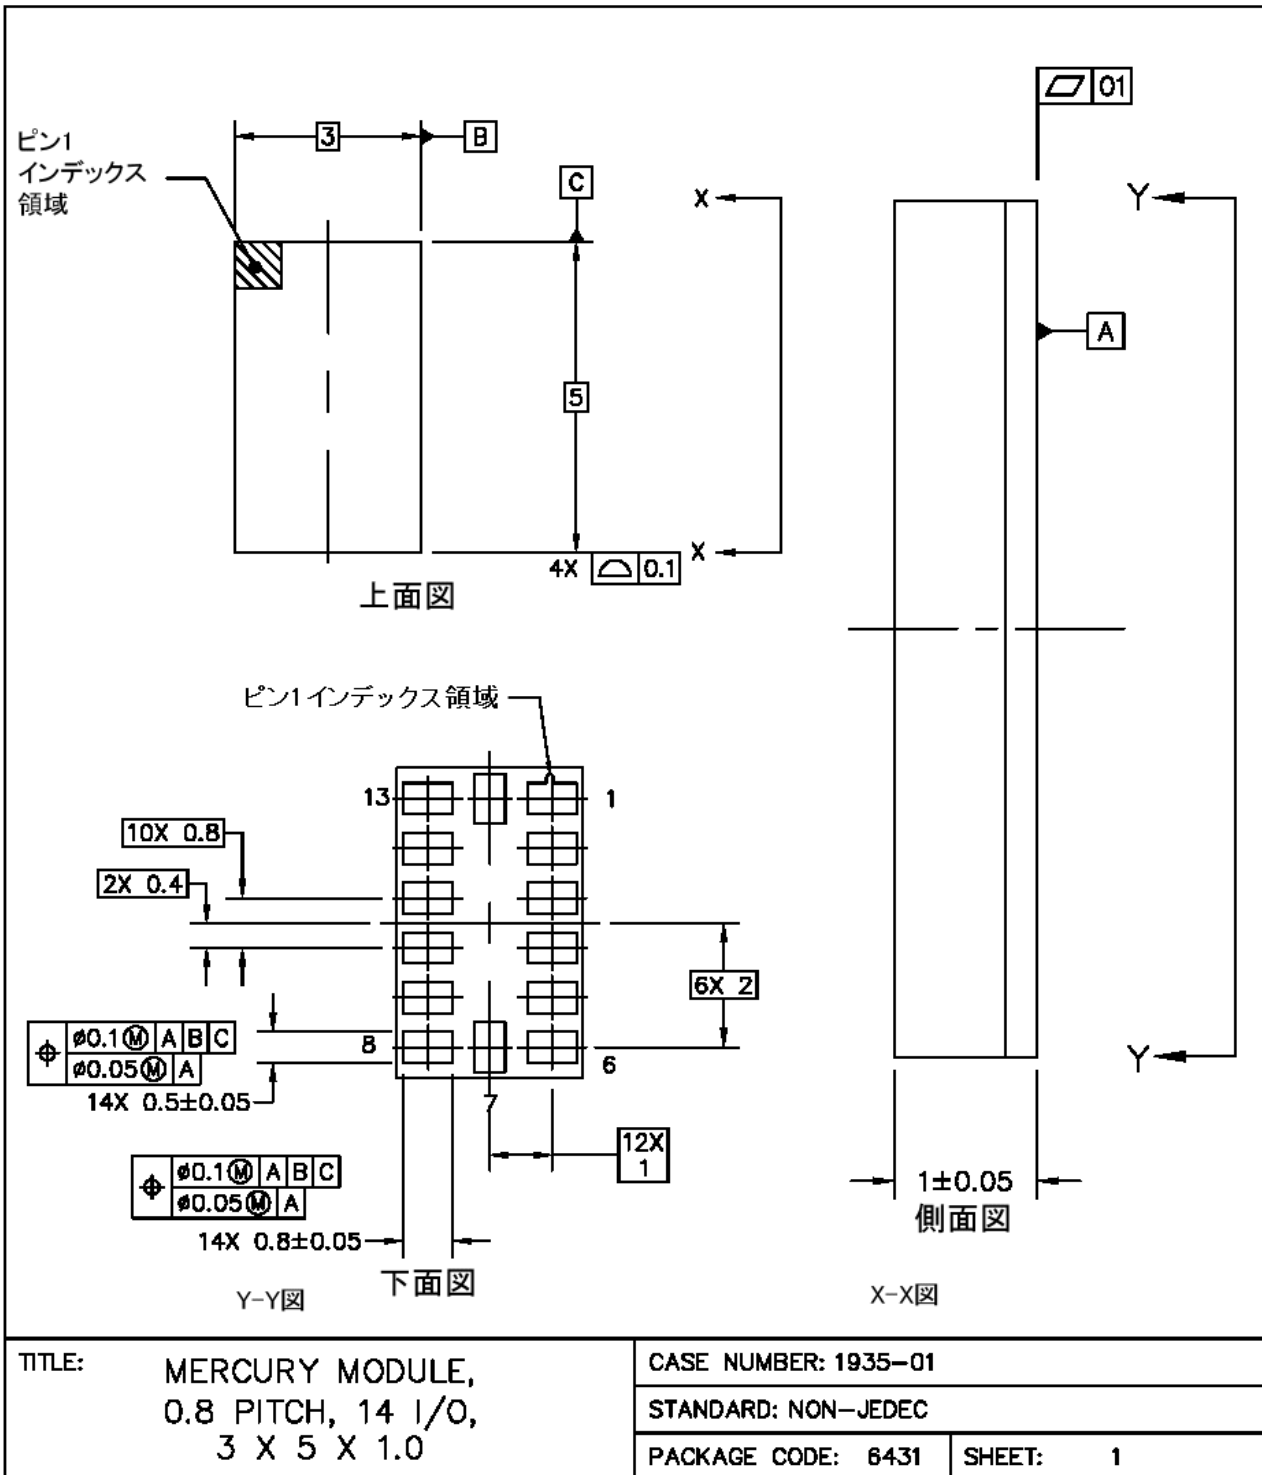 01
3
B
ピン1
インデックス
領域
C
X
Y
A
5
4X
0.1
X
上面図
ピン1インデックス領域
13
1
10X 0.8
2X 0.4
6X 2
ø0.1Ⓜ A B C
ø0.05Ⓜ A
8
6
Y
14X 0.5±0.05
7
12X
1
ø0.1Ⓜ A B C
ø0.05Ⓜ A
1±0.05
側面図
14X 0.8±0.05
下面図
Y-Y図
X-X図
TITLE:
MERCURY MODULE,
0.8 PITCH, 14 I/O,
3 X 5 X 1.0
CASE NUMBER: 1935-01
STANDARD: NON-JEDEC
PACKAGE CODE: 6431
SHEET: 1